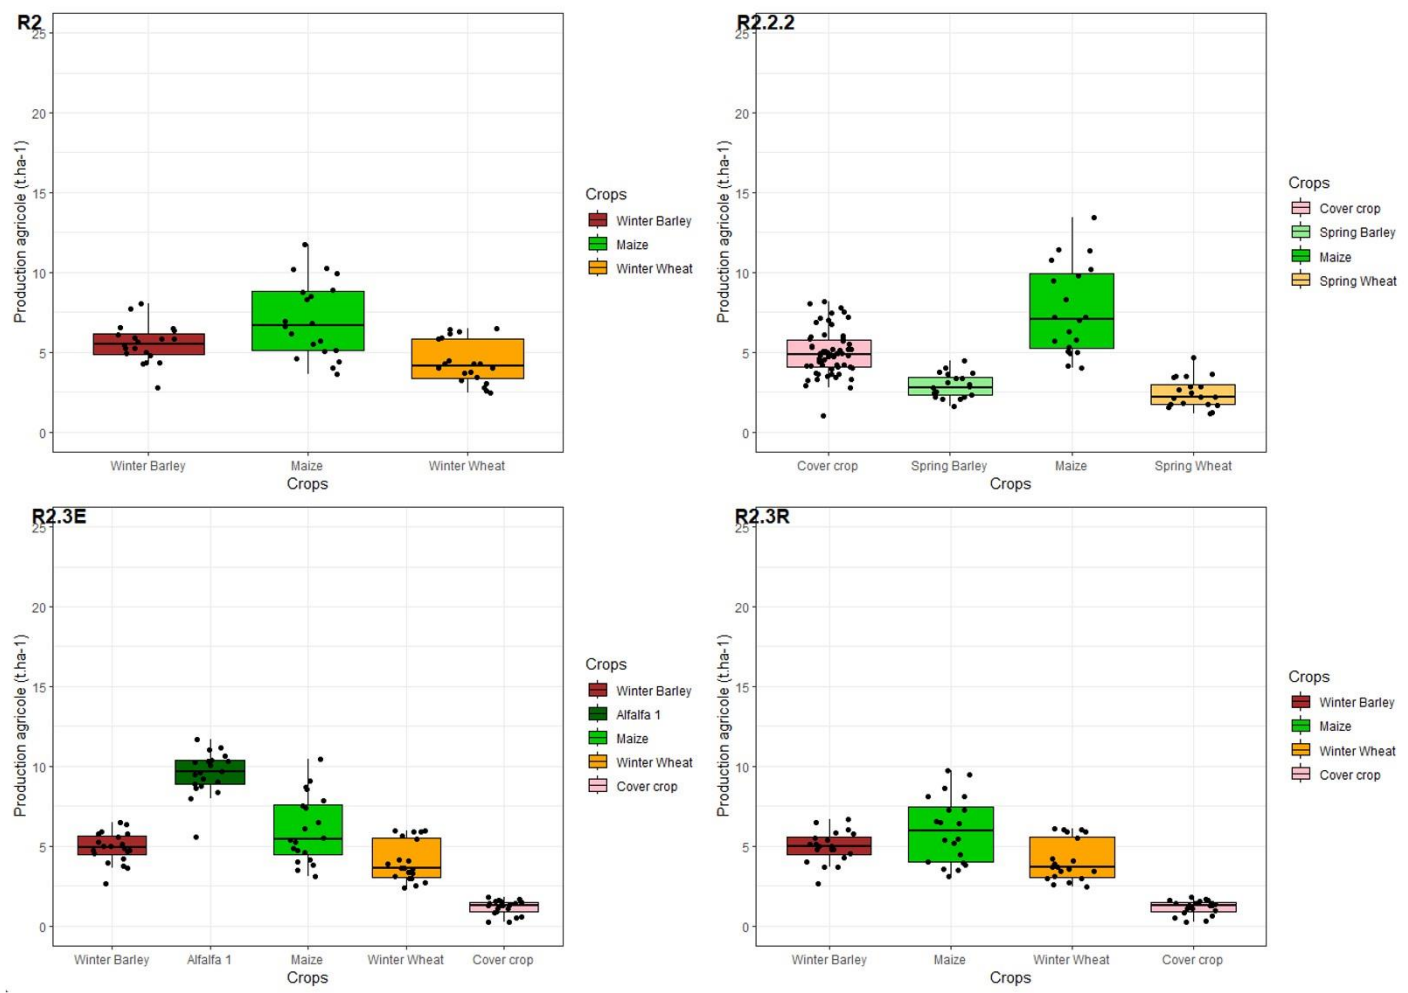 R2
25
20
15
10
5
0
Production agricole (t.ha-1)
Winter Barley
Maize
Winter Wheat
Crops
Crops
Winter Barley
Maize
Winter Wheat
R2.2.2
25
20
15
10
5
0
Production agricole (t.ha-1)
Cover crop
Spring Barley
Maize
Spring Wheat
Crops
Crops
Cover crop
Spring Barley
Maize
Spring Wheat
R2.3E
25
20
15
10
5
0
Production agricole (t.ha-1)
Winter Barley
Alfalfa 1
Maize
Winter Wheat
Cover crop
Crops
Crops
Winter Barley
Alfalfa 1
Maize
Winter Wheat
Cover crop
R2.3R
25
20
15
10
5
0
Production agricole (t.ha-1)
Winter Barley
Maize
Winter Wheat
Cover crop
Crops
Crops
Winter Barley
Maize
Winter Wheat
Cover crop